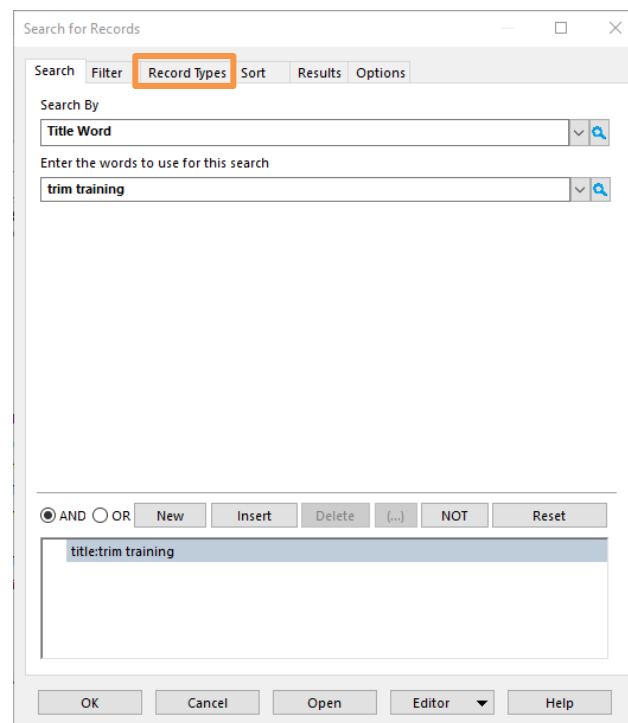 Search for Records
Search Filter Record Types Sort Results Options
Search By
Title Word
Enter the words to use for this search
trim training
AND OR New Insert Delete (...) NOT Reset
title:trim training
OK Cancel Open Editor Help